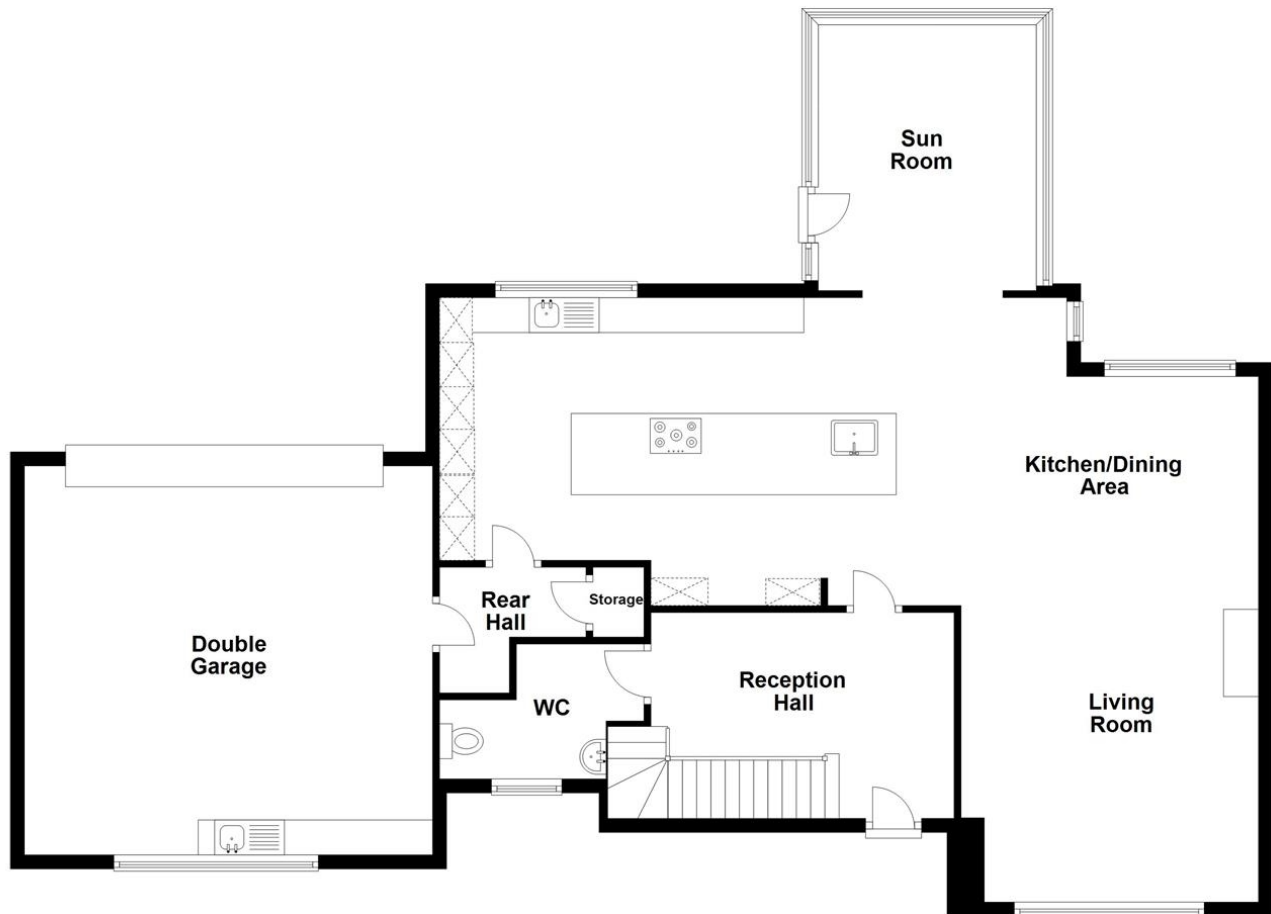 Sun
Room
Kitchen/Dining
Area
Rear
Hall
Storage
Double
Garage
Reception
Hall
WC
Living
Room